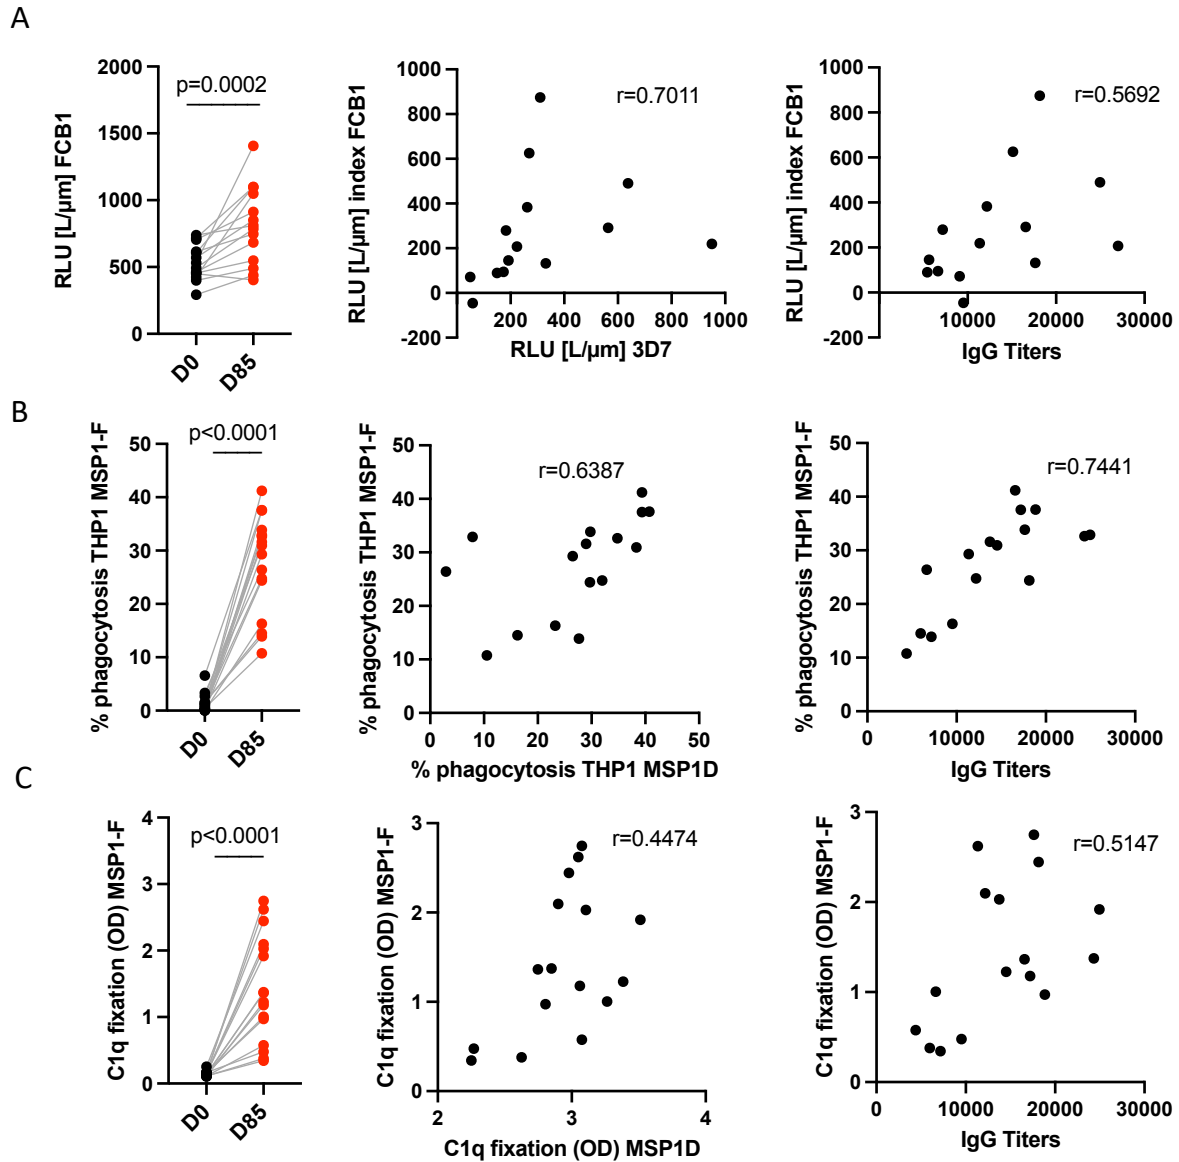 A
RLU [L/μm] FCB1
2000
1500
1000
500
0
p=0.0002
D0
D85
RLU [L/μm] index FCB1
1000
800
600
400
200
0
-200
r=0.7011
200
400
600
800
1000
RLU [L/μm] 3D7
RLU [L/μm] index FCB1
1000
800
600
400
200
0
-200
r=0.5692
10000
20000
30000
IgG Titers
B
% phagocytosis THP1 MSP1-F
50
40
30
20
10
0
p<0.0001
D0
D85
% phagocytosis THP1 MSP1-F
50
40
30
20
10
0
r=0.6387
0
10
20
30
40
50
% phagocytosis THP1 MSP1D
% phagocytosis THP1 MSP1-F
50
40
30
20
10
0
r=0.7441
0
10000
20000
30000
IgG Titers
C
C1q fixation (OD) MSP1-F
4
3
2
1
0
p<0.0001
D0
D85
C1q fixation (OD) MSP1-F
3
2
1
0
r=0.4474
2
3
4
C1q fixation (OD) MSP1D
C1q fixation (OD) MSP1-F
3
2
1
0
r=0.5147
0
10000
20000
30000
IgG Titers